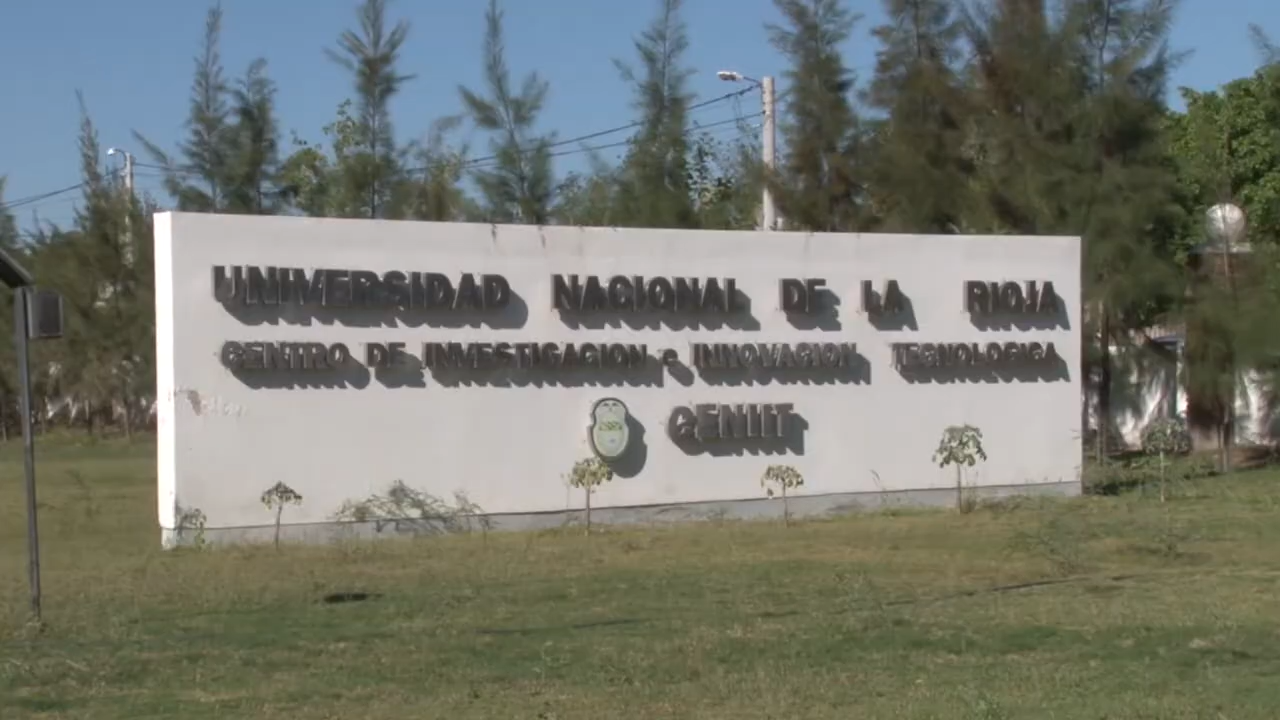 UNIVERSIDAD NACIONAL DE LA RIOJA
CENTRO DE INVESTIGACION e INNOVACION TECNOLOGICA
CENIIT